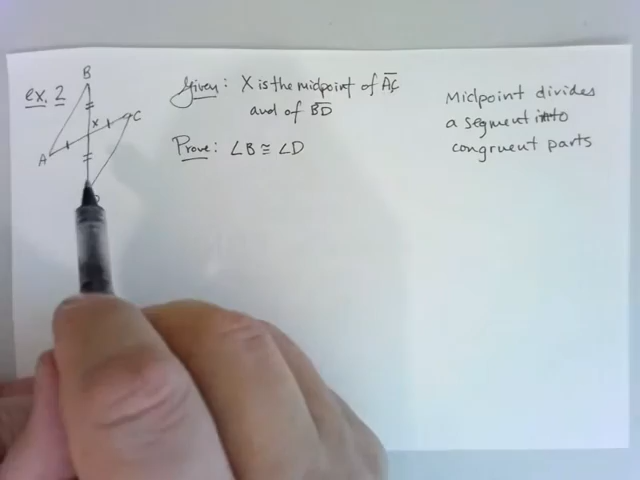 ex. 2
B
x
C
A
Given: X is the midpoint of AC
and of BD
Prove: ∠B ≅ ∠D
Midpoint divides
a segment into
congruent parts